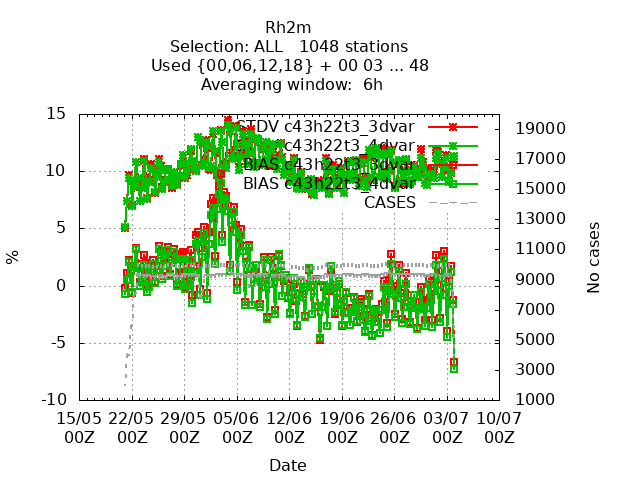 Rh2m
Selection: ALL   1048 stations
Used {00,06,12,18} + 00 03 ... 48
Averaging window:  6h
STDV c43h22t3_3dvar
c43h22t3_4dvar
BIAS c43h22t3_3dvar
BIAS c43h22t3_4dvar
CASES
15
10
5
0
-5
-10
%
19000
17000
15000
13000
11000
9000
7000
5000
3000
1000
No cases
15/05 22/05 29/05 05/06 12/06 19/06 26/06 03/07 10/07
00Z 00Z 00Z 00Z 00Z 00Z 00Z 00Z 00Z
Date